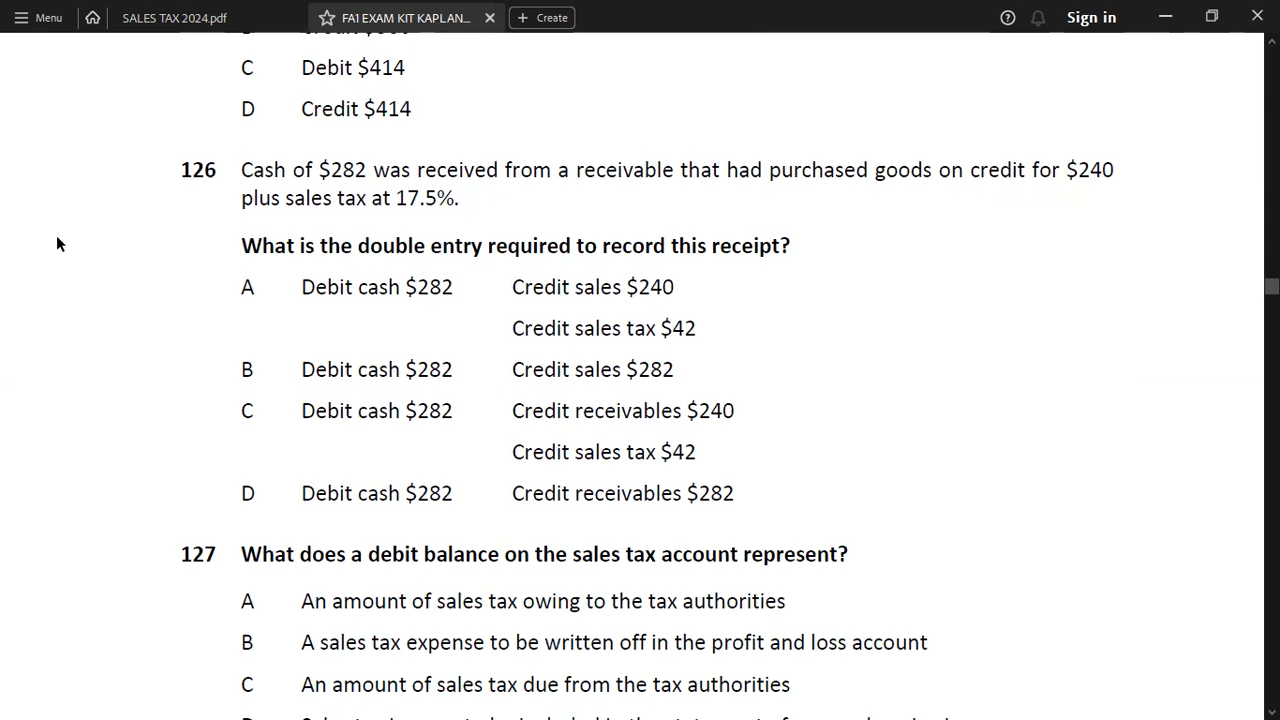 Menu SALES TAX 2024.pdf FA1 EXAM KIT KAPLAN... Create Sign in
C Debit $414
D Credit $414
126 Cash of $282 was received from a receivable that had purchased goods on credit for $240
plus sales tax at 17.5%.
What is the double entry required to record this receipt?
A Debit cash $282 Credit sales $240
Credit sales tax $42
B Debit cash $282 Credit sales $282
C Debit cash $282 Credit receivables $240
Credit sales tax $42
D Debit cash $282 Credit receivables $282
127 What does a debit balance on the sales tax account represent?
A An amount of sales tax owing to the tax authorities
B A sales tax expense to be written off in the profit and loss account
C An amount of sales tax due from the tax authorities